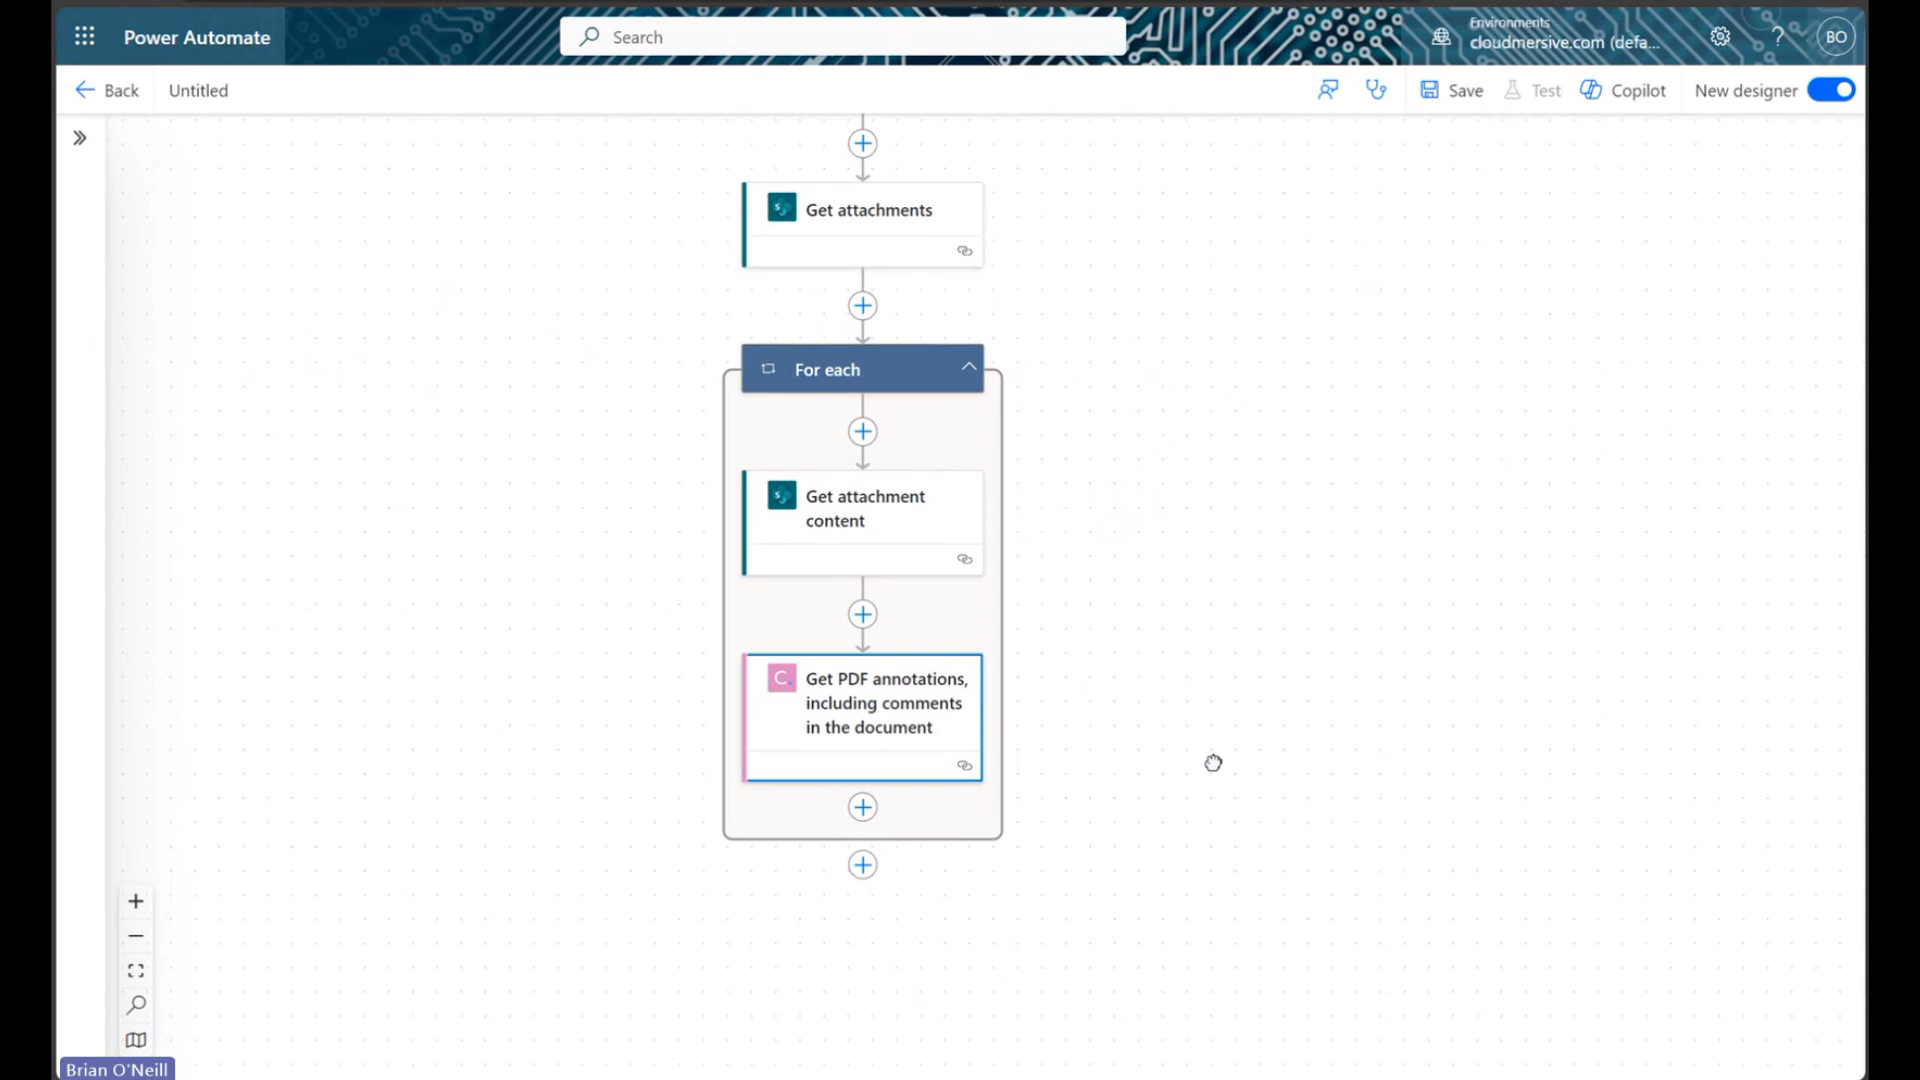 Power Automate
Search
Environments
cloudmersive.com (defa...
?
BO
Back
Untitled
Save
Test
Copilot
New designer
S
Get attachments
For each
S
Get attachment
content
C.
Get PDF annotations,
including comments
in the document
Brian O'Neill